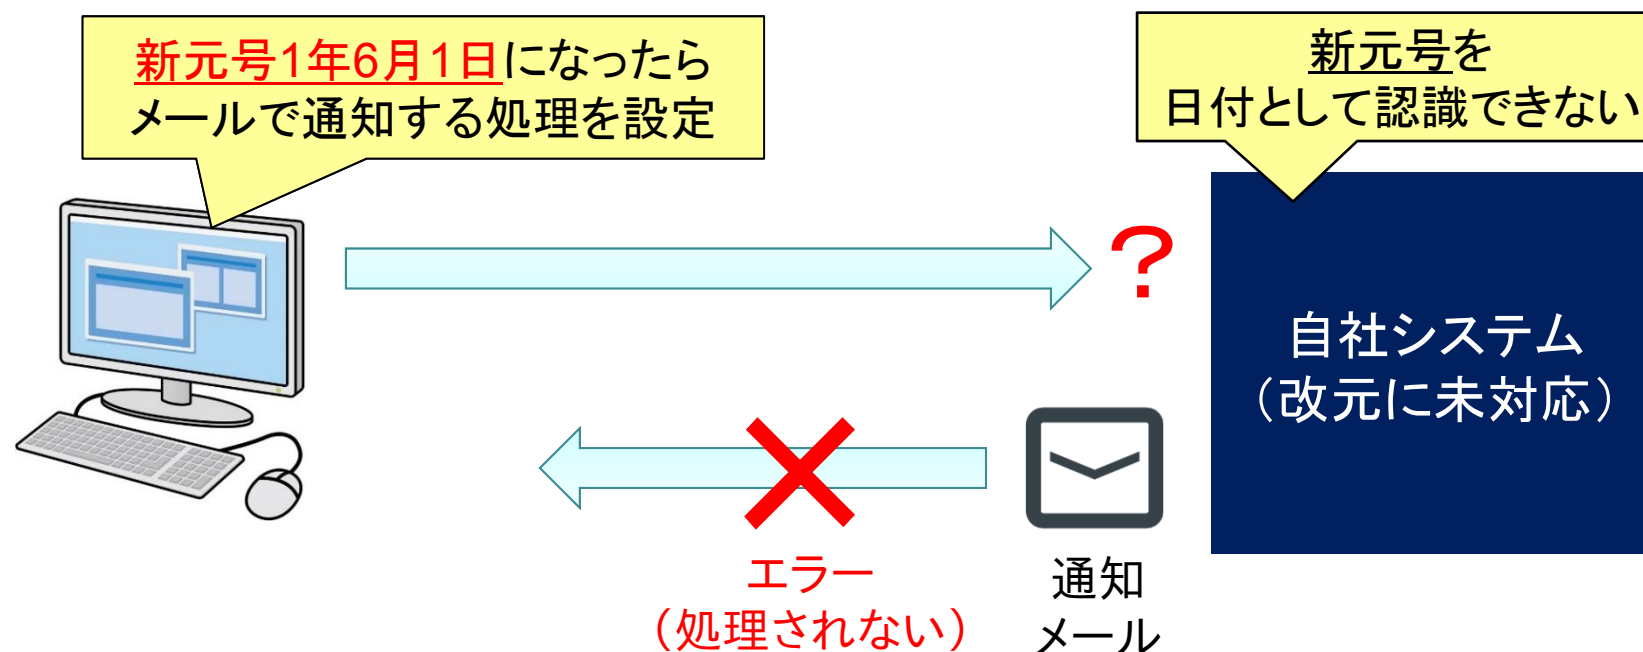 新元号1年6月1日になったら
メールで通知する処理を設定
新元号を
日付として認識できない
?
自社システム
（改元に未対応）
エラー
（処理されない）
通知
メール